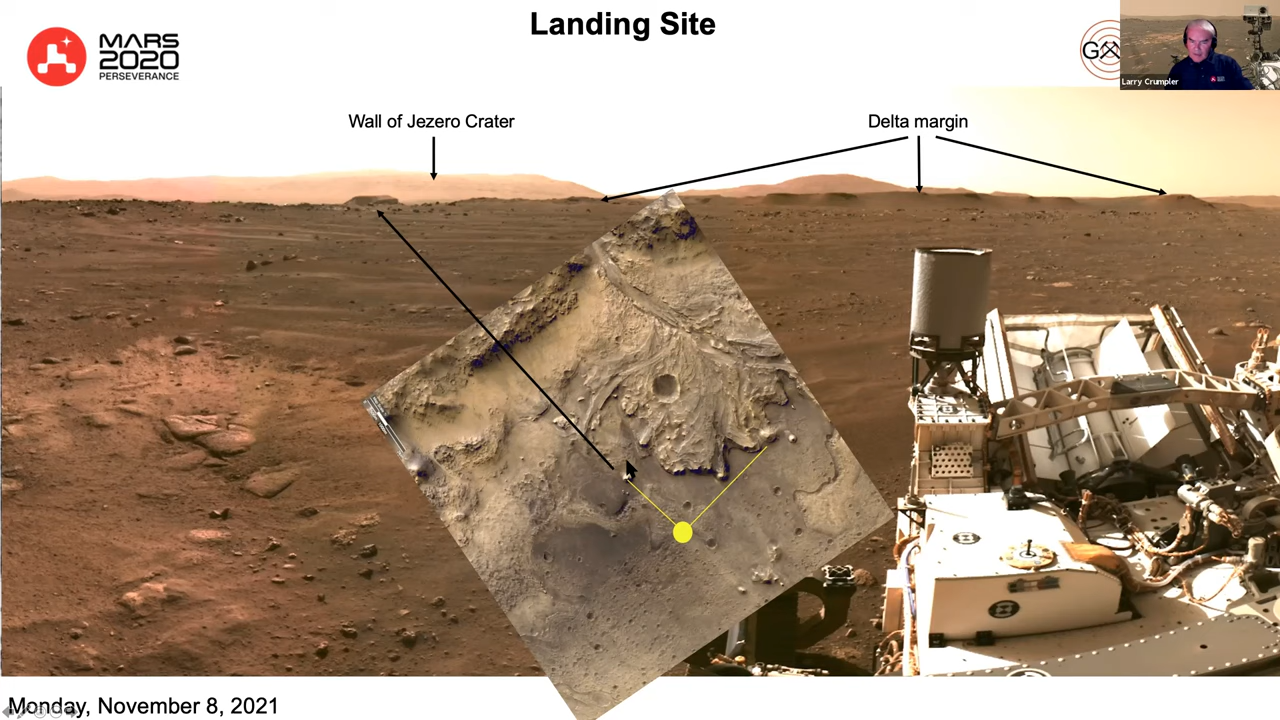 Landing Site
MARS
2020
PERSEVERANCE
G
Larry Crumpler
Wall of Jezero Crater
Delta margin
Monday, November 8, 2021